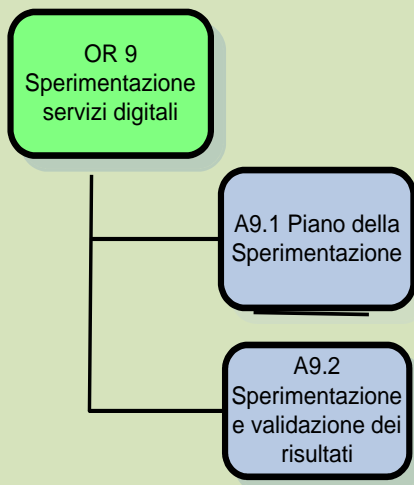 OR 9
Sperimentazione
servizi digitali
A9.1 Piano della
Sperimentazione
A9.2
Sperimentazione
e validazione dei
risultati